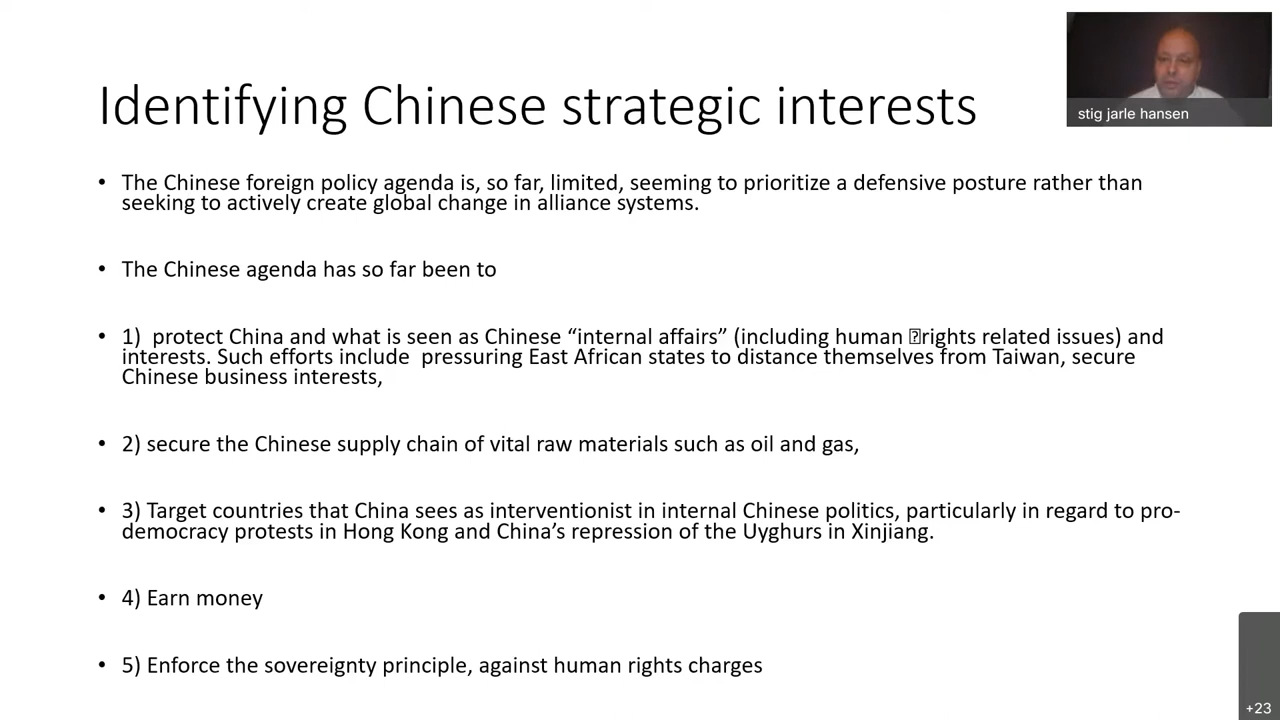 Identifying Chinese strategic interests
stig jarle hansen
• The Chinese foreign policy agenda is, so far, limited, seeming to prioritize a defensive posture rather than
seeking to actively create global change in alliance systems.
• The Chinese agenda has so far been to
• 1)  protect China and what is seen as Chinese “internal affairs” (including human rights related issues) and
interests. Such efforts include  pressuring East African states to distance themselves from Taiwan, secure
Chinese business interests,
• 2) secure the Chinese supply chain of vital raw materials such as oil and gas,
• 3) Target countries that China sees as interventionist in internal Chinese politics, particularly in regard to pro-
democracy protests in Hong Kong and China’s repression of the Uyghurs in Xinjiang.
• 4) Earn money
• 5) Enforce the sovereignty principle, against human rights charges
+23